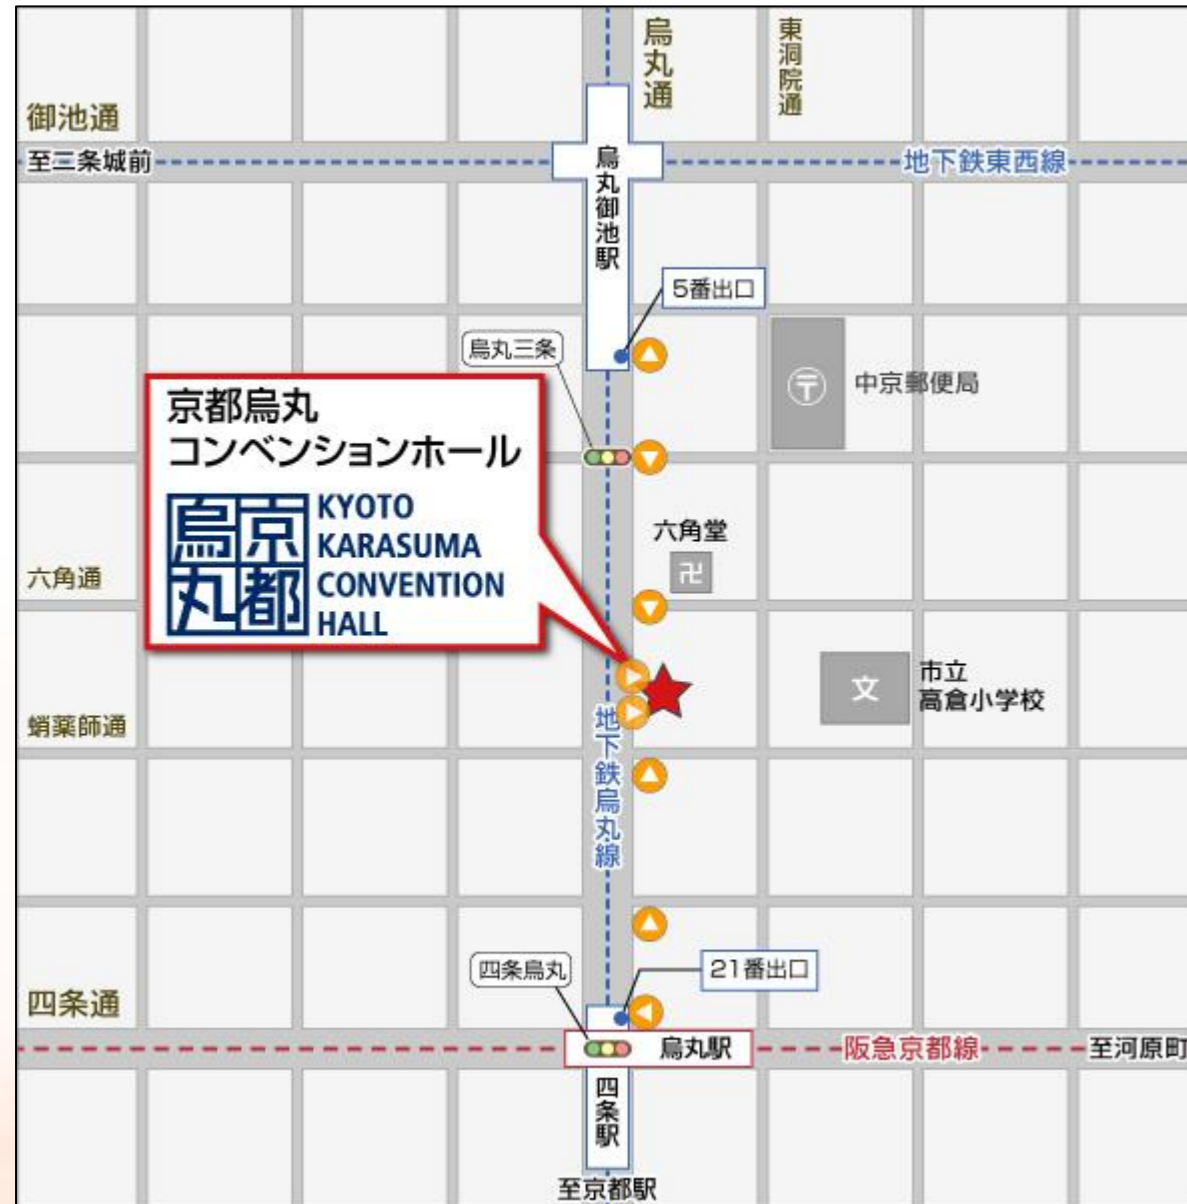 烏丸通
東洞院通
御池通
至二条城前
地下鉄東西線
烏丸御池駅
5番出口
烏丸三条
中京郵便局
京都烏丸
コンベンションホール
烏京
丸都
KYOTO
KARASUMA
CONVENTION
HALL
六角堂
卍
六角通
文
市立
高倉小学校
蛸薬師通
地下鉄烏丸線
四条烏丸
21番出口
四条通
烏丸駅
阪急京都線
至河原町
四条駅
至京都駅